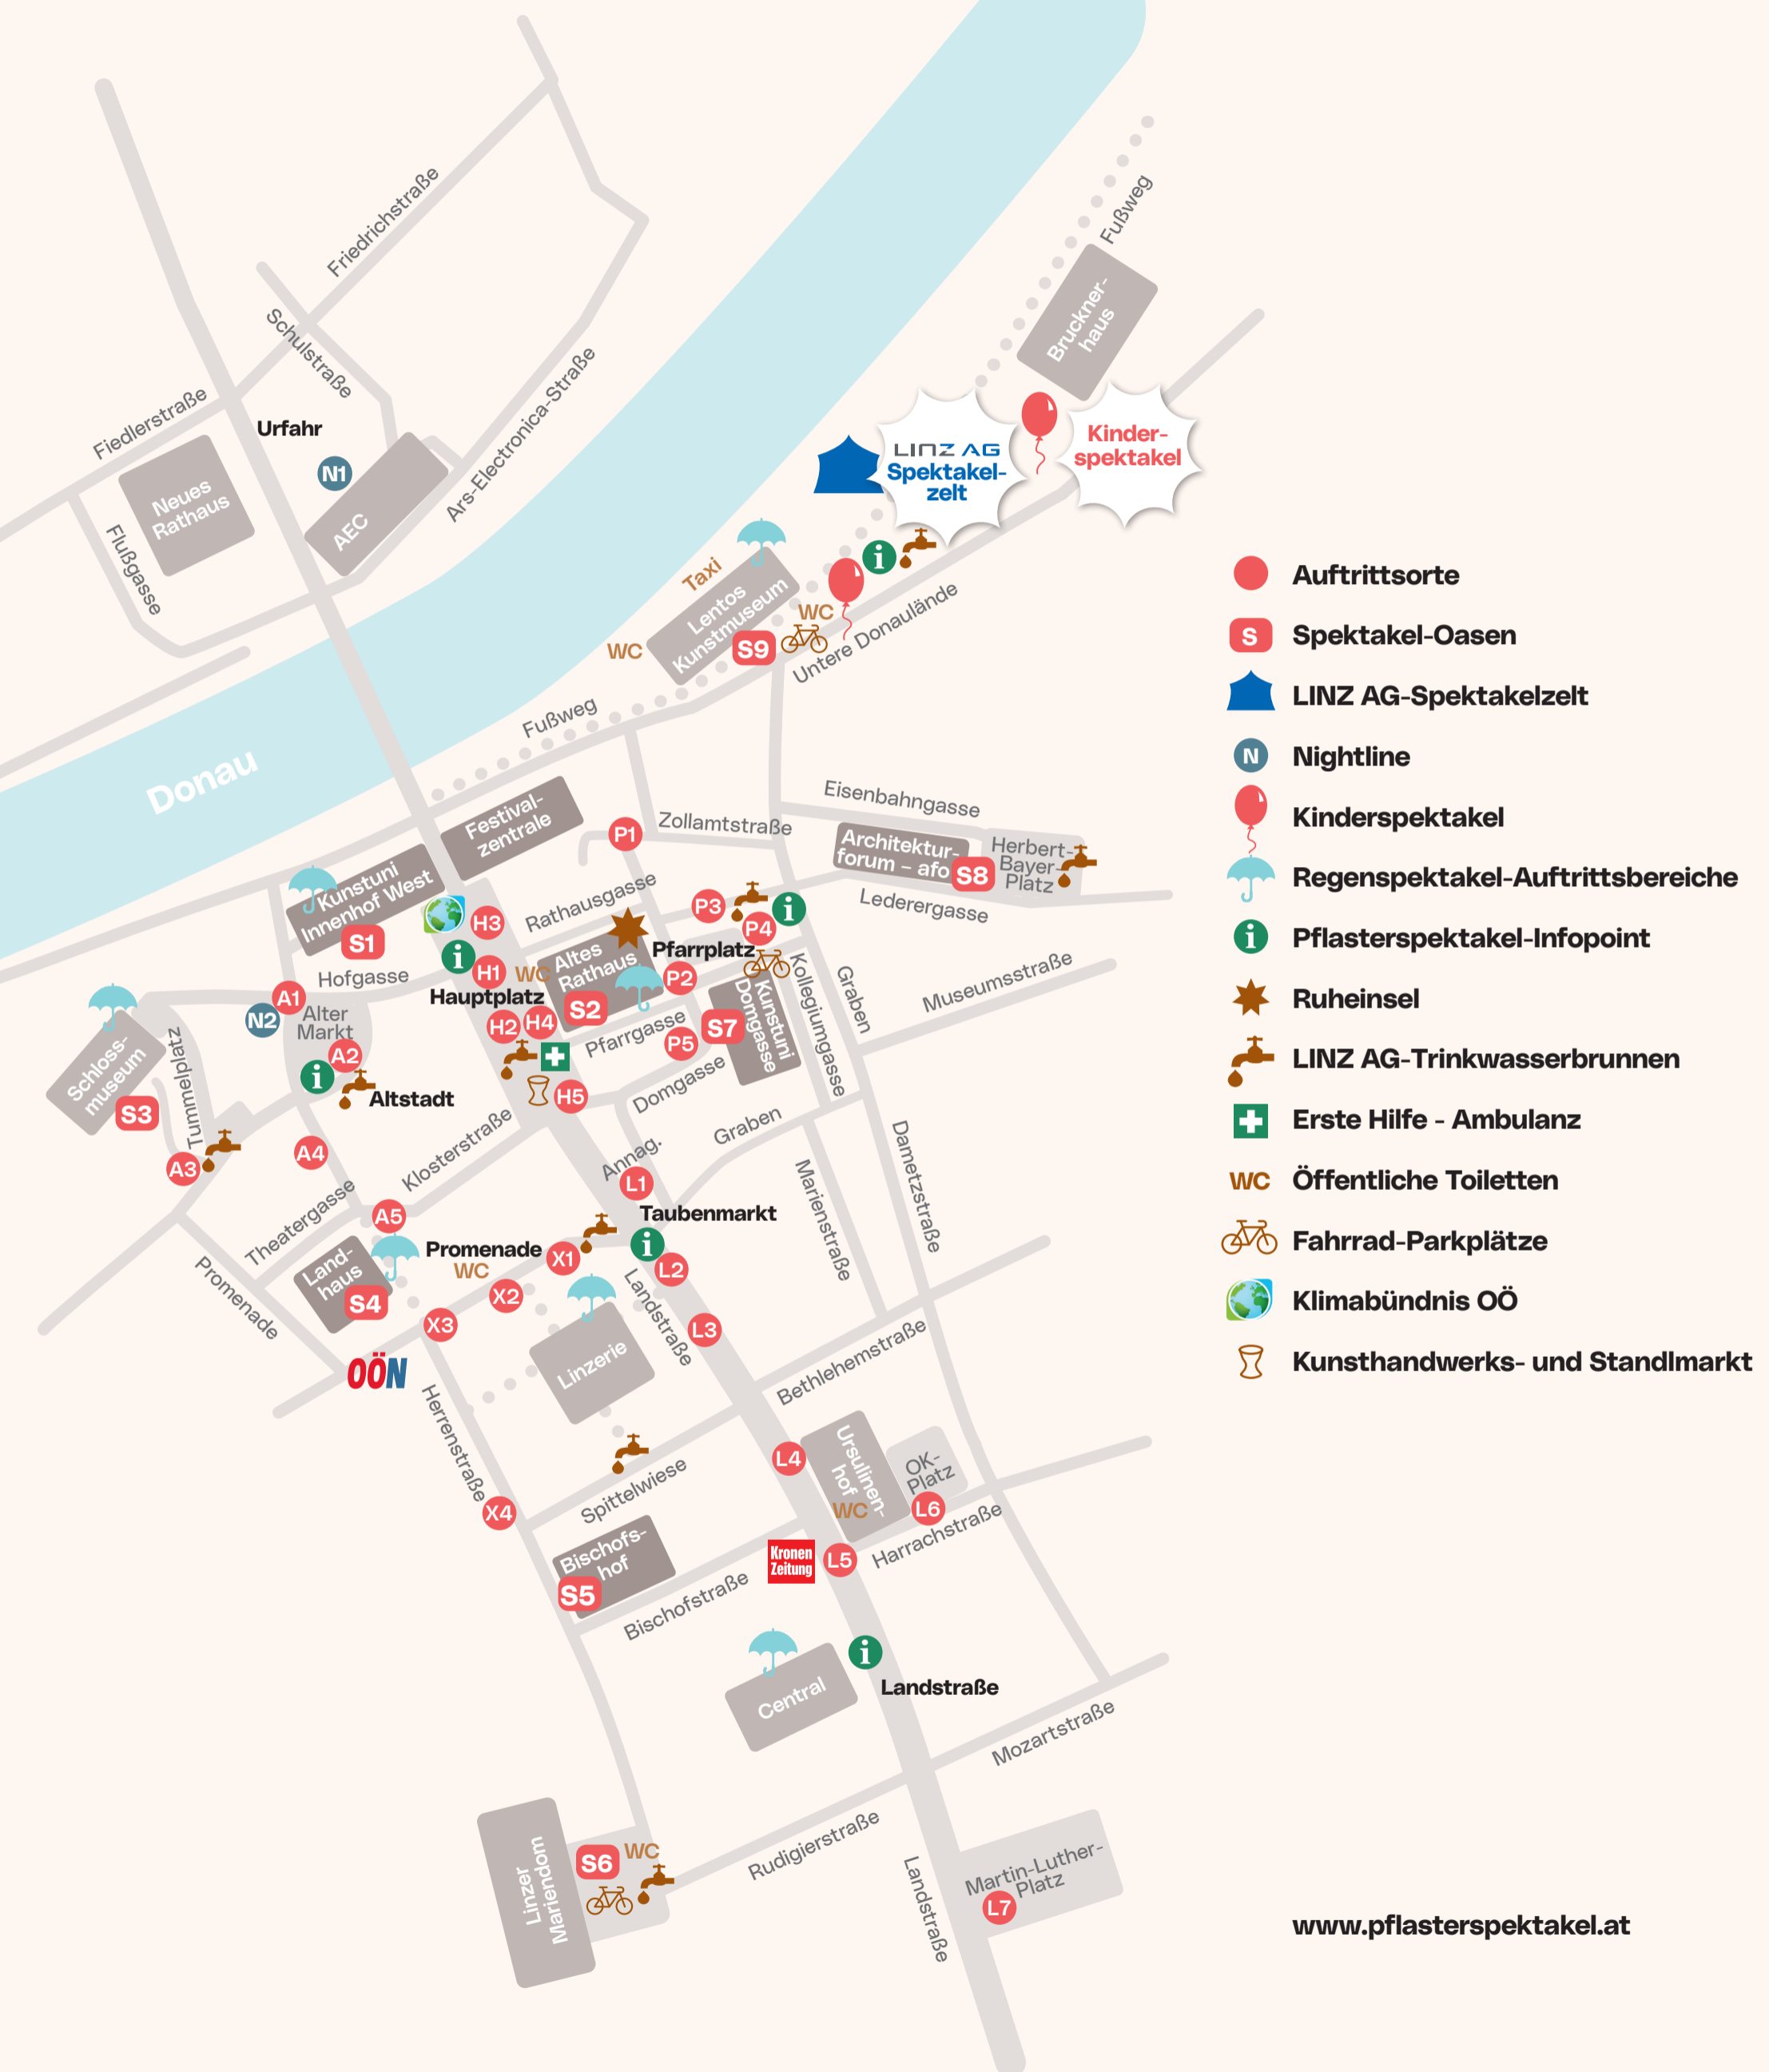 Friedrichstraße
Schulstraße
Fiedlerstraße
Urfahr
N1
Neues
Rathaus
AEC
Ars-Electronica-Straße
Flußgasse
Donau
Fußweg
Bruckner-
haus
LINZ AG
Spektakel-
zelt
Kinder-
spektakel
Taxi
Lentos
Kunstmuseum
WC
WC
S9
i
Untere Donaulände
Fußweg
Festival-
zentrale
P1
Zollamtstraße
Eisenbahngasse
Architektur-
forum – afo
S8
Herbert-
Bayer-
Platz
Lederergasse
Kunstuni
Innenhof West
S1
H3
Rathausgasse
P3
i
P4
Pfarrplatz
i
H1
WC
Altes
Rathaus
P2
Hofgasse
Hauptplatz
S2
H2
H4
Pfarrgasse
P5
S7
Kunstuni
Domgasse
Kollegiumgasse
Graben
Museumsstraße
A1
N2
Alter
Markt
A2
i
Altstadt
Schloss-
museum
S3
Tummelplatz
H5
Domgasse
Graben
A3
A4
Klosterstraße
Annag.
L1
Marienstraße
Dametzstraße
Theatergasse
A5
Taubenmarkt
Promenade
WC
X1
i
L2
Land-
haus
S4
Promenade
X2
X3
Landstraße
L3
OÖN
Linzerie
Bethlehemstraße
Herrenstraße
L4
Ursulinen-
hof
WC
OK-
Platz
L6
Spittelwiese
X4
Harrachstraße
Bischofs-
hof
S5
Kronen
Zeitung
L5
Bischofstraße
i
Central
Landstraße
Mozartstraße
Rudigierstraße
Linzer
Mariendom
S6
WC
Landstraße
Martin-Luther-
Platz
L7
Auftrittsorte
S Spektakel-Oasen
LINZ AG-Spektakelzelt
N Nightline
Kinderspektakel
Regenspektakel-Auftrittsbereiche
i Pflasterspektakel-Infopoint
Ruheinsel
LINZ AG-Trinkwasserbrunnen
Erste Hilfe - Ambulanz
WC Öffentliche Toiletten
Fahrrad-Parkplätze
Klimabündnis OÖ
Kunsthandwerks- und Standlmarkt
www.pflasterspektakel.at